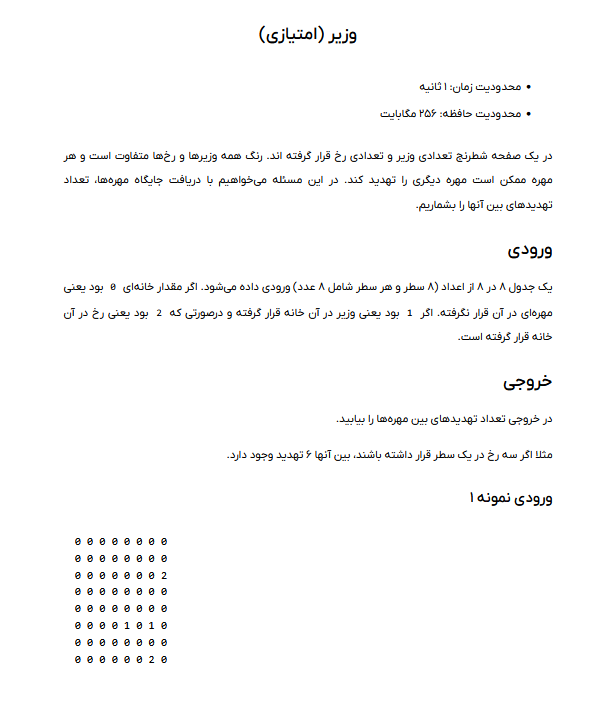 وزیر (امتیازی)
محدودیت زمان: ۱ ثانیه
محدودیت حافظه: ۲۵۶ مگابایت
در یک صفحه شطرنج تعدادی وزیر و تعدادی رخ قرار گرفته اند. رنگ همه وزیرها و رخ‌ها متفاوت است و هر
مهره ممکن است مهره دیگری را تهدید کند. در این مسئله می‌خواهیم با دریافت جایگاه مهره‌ها، تعداد
تهدیدهای بین آنها را بشماریم.
ورودی
یک جدول ۸ در ۸ از اعداد (۸ سطر و هر سطر شامل ۸ عدد) ورودی داده می‌شود. اگر مقدار خانه‌ای 0 بود یعنی
مهره‌ای در آن قرار نگرفته. اگر 1 بود یعنی وزیر در آن خانه قرار گرفته و درصورتی که 2 بود یعنی رخ در آن
خانه قرار گرفته است.
خروجی
در خروجی تعداد تهدیدهای بین مهره‌ها را بیابید.
مثلا اگر سه رخ در یک سطر قرار داشته باشند، بین آنها ۶ تهدید وجود دارد.
ورودی نمونه ۱
0 0 0 0 0 0 0 0
0 0 0 0 0 0 0 0
0 0 0 0 0 0 0 2
0 0 0 0 0 0 0 0
0 0 0 0 0 0 0 0
0 0 0 0 1 0 1 0
0 0 0 0 0 0 0 0
0 0 0 0 0 0 2 0